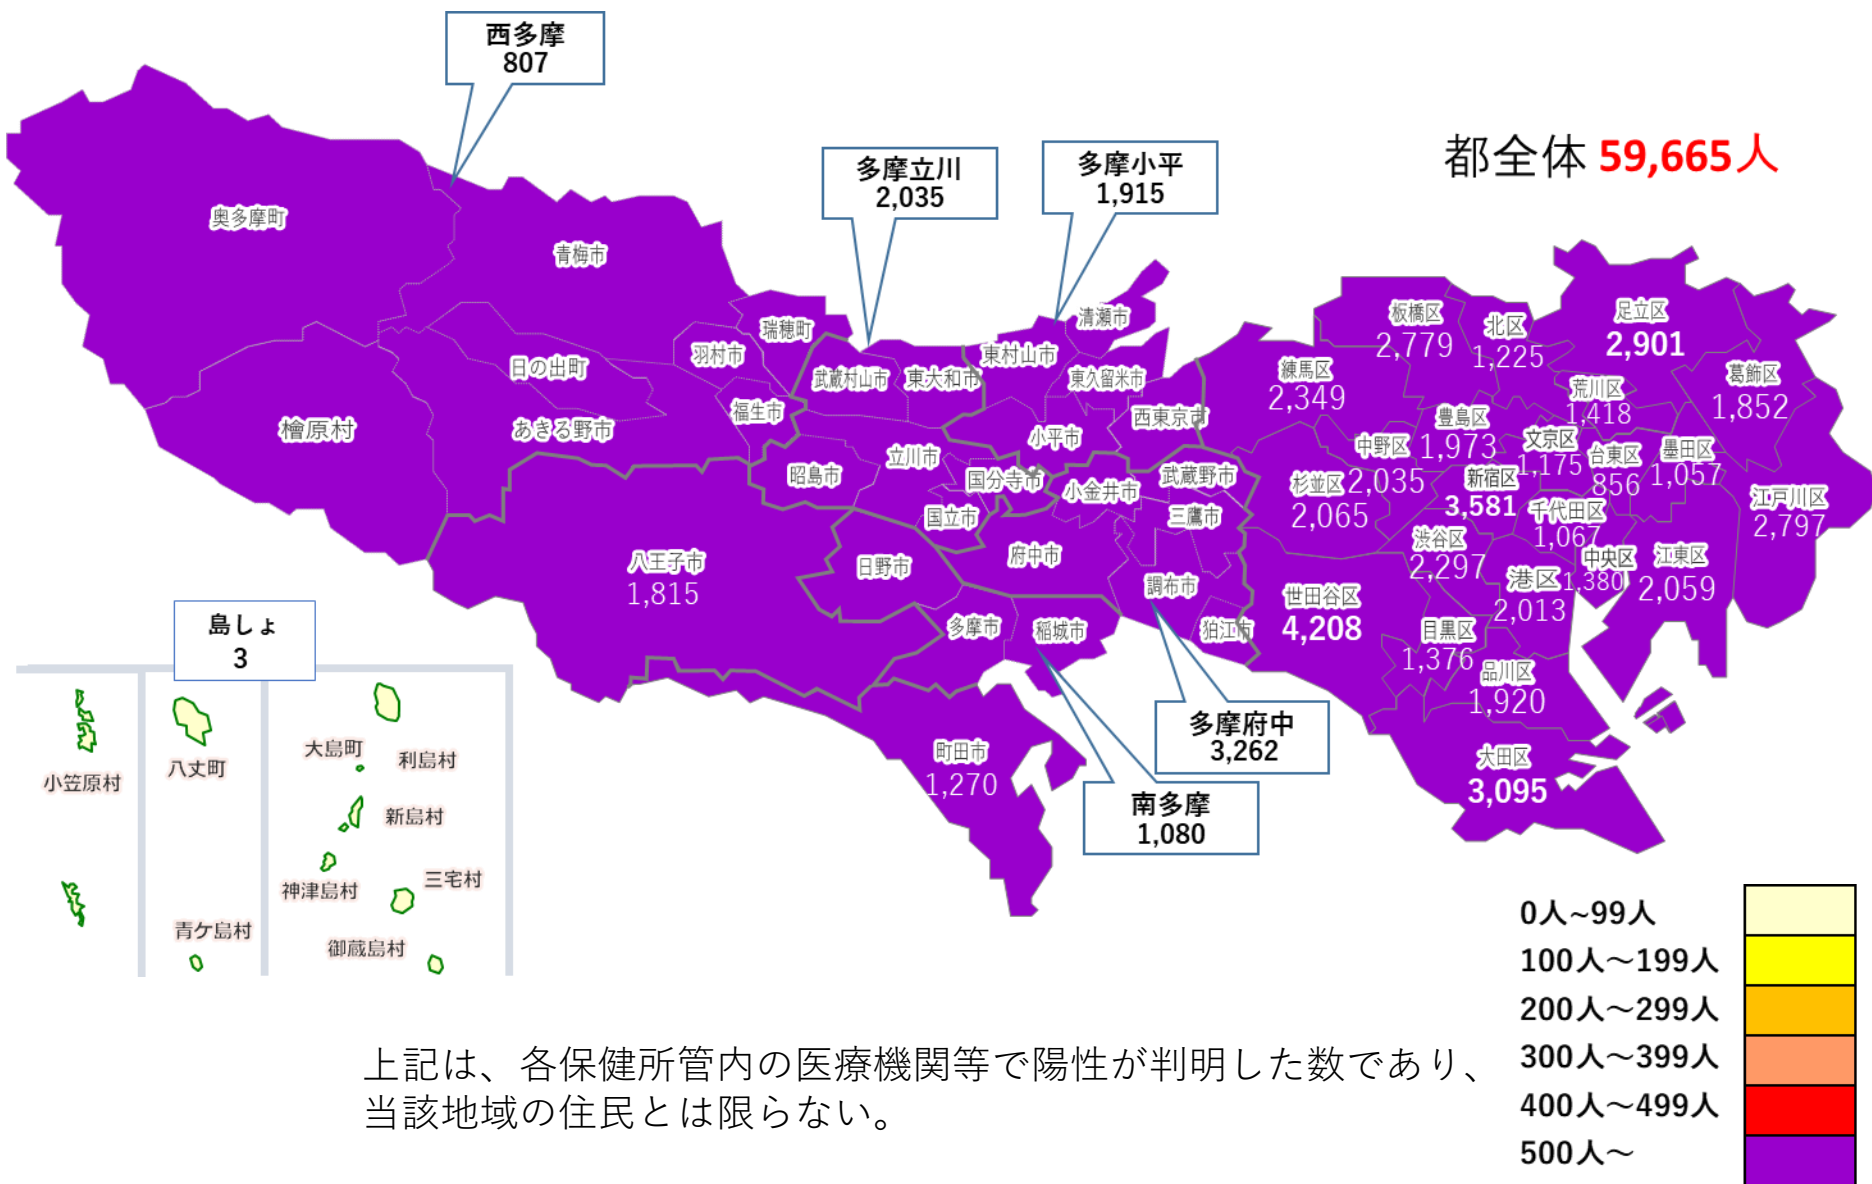 西多摩
807
多摩立川
2,035
多摩小平
1,915
都全体 59,665人
奥多摩町
青梅市
瑞穂町
羽村市
日の出町
福生市
あきる野市
檜原村
武蔵村山市
東大和市
東村山市
清瀬市
東久留米市
西東京市
小平市
立川市
昭島市
国分寺市
国立市
小金井市
武蔵野市
三鷹市
府中市
調布市
狛江市
八王子市
1,815
日野市
多摩市
稲城市
町田市
1,270
多摩府中
3,262
南多摩
1,080
板橋区
2,779
北区
1,225
足立区
2,901
葛飾区
1,852
練馬区
2,349
荒川区
1,418
豊島区
1,973
文京区
1,175
台東区
856
墨田区
1,057
中野区
2,035
杉並区
2,065
新宿区
3,581
千代田区
1,067
江戸川区
2,797
渋谷区
2,297
中央区
1,380
江東区
2,059
港区
2,013
世田谷区
4,208
目黒区
1,376
品川区
1,920
大田区
3,095
島しょ
3
小笠原村
八丈町
青ケ島村
大島町
利島村
新島村
神津島村
三宅村
御蔵島村
0人~99人
100人～199人
200人～299人
300人～399人
400人～499人
500人～
上記は、各保健所管内の医療機関等で陽性が判明した数であり、
当該地域の住民とは限らない。